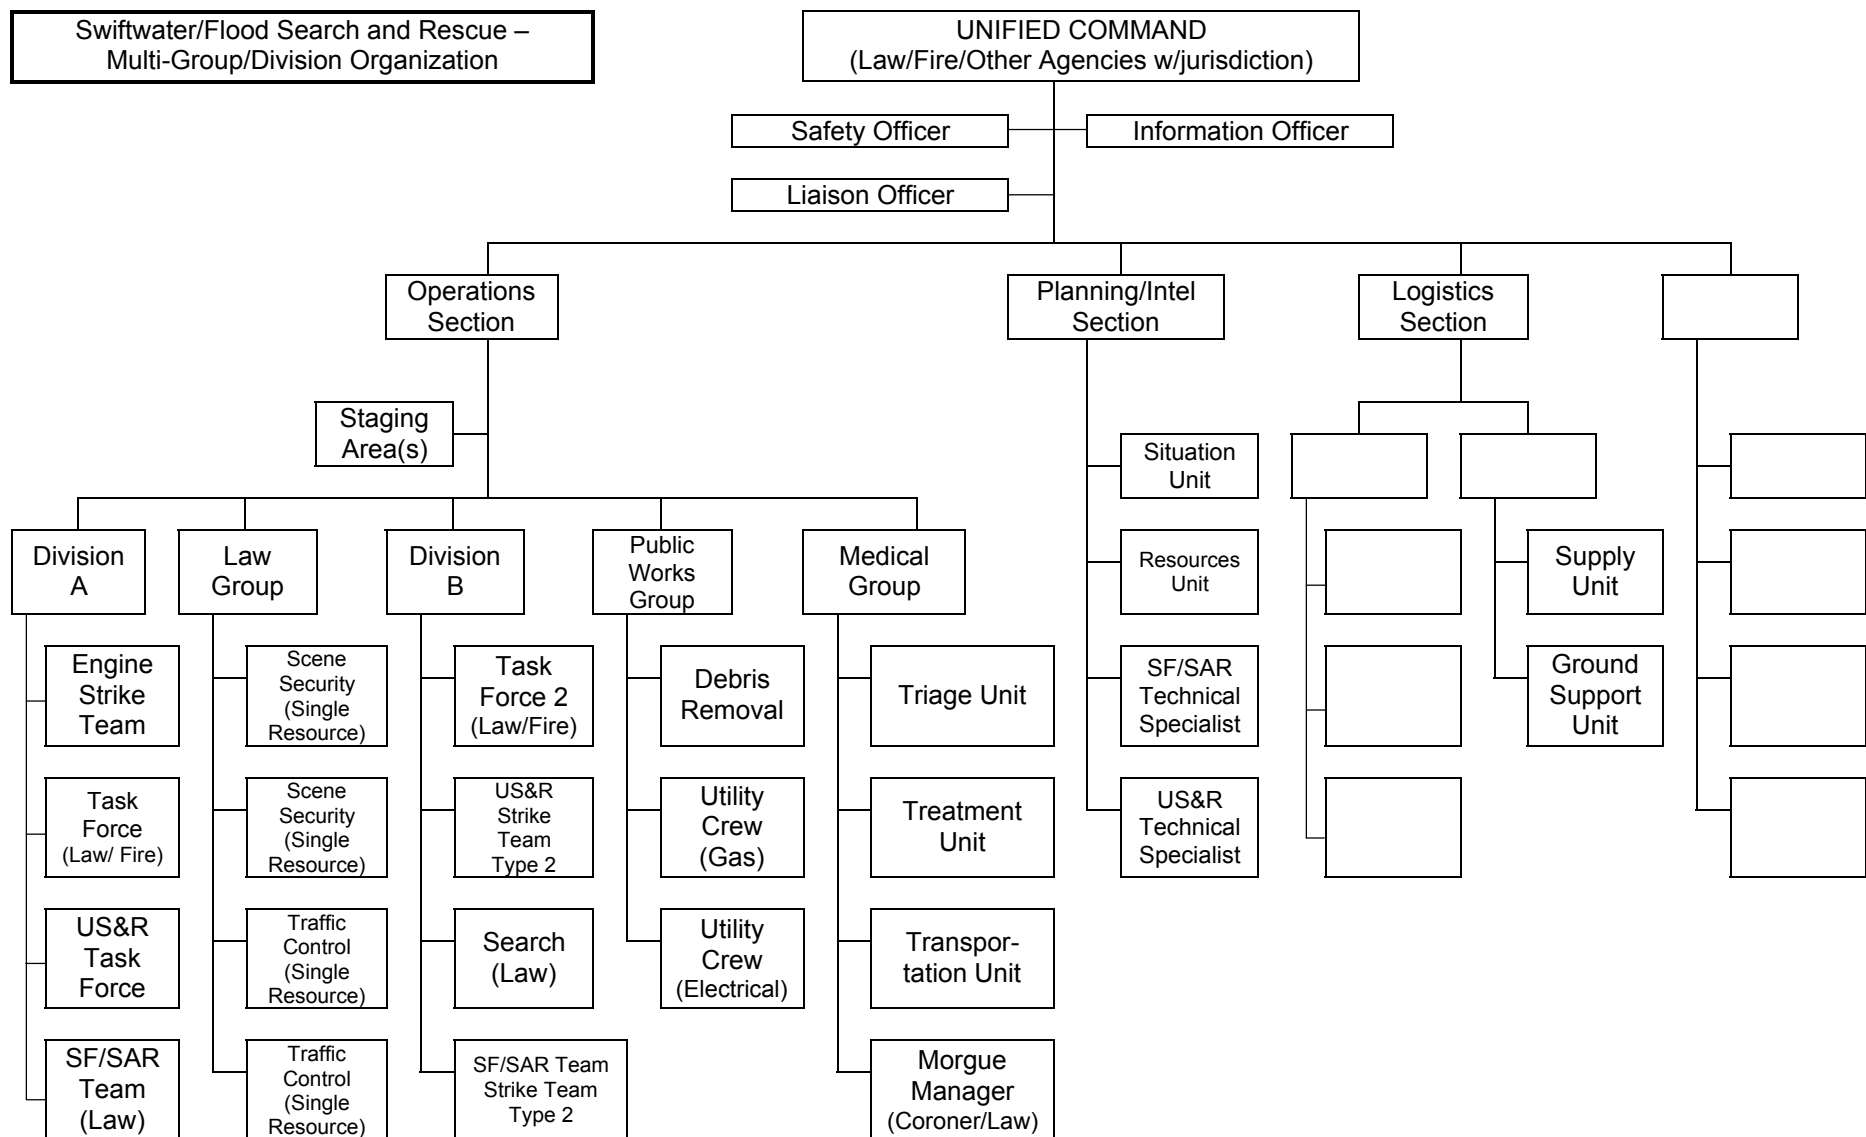 Swiftwater/Flood Search and Rescue –
Multi-Group/Division Organization
UNIFIED COMMAND
(Law/Fire/Other Agencies w/jurisdiction)
Safety Officer
Information Officer
Liaison Officer
Operations
Section
Planning/Intel
Section
Logistics
Section
Staging
Area(s)
Situation
Unit
Division
A
Law
Group
Division
B
Public
Works
Group
Medical
Group
Resources
Unit
Supply
Unit
Engine
Strike
Team
Scene
Security
(Single
Resource)
Task
Force 2
(Law/Fire)
Debris
Removal
Triage Unit
SF/SAR
Technical
Specialist
Ground
Support
Unit
Task
Force
(Law/ Fire)
Scene
Security
(Single
Resource)
US&R
Strike
Team
Type 2
Utility
Crew
(Gas)
Treatment
Unit
US&R
Technical
Specialist
US&R
Task
Force
Traffic
Control
(Single
Resource)
Search
(Law)
Utility
Crew
(Electrical)
Transpor-
tation Unit
SF/SAR
Team
(Law)
Traffic
Control
(Single
Resource)
SF/SAR Team
Strike Team
Type 2
Morgue
Manager
(Coroner/Law)